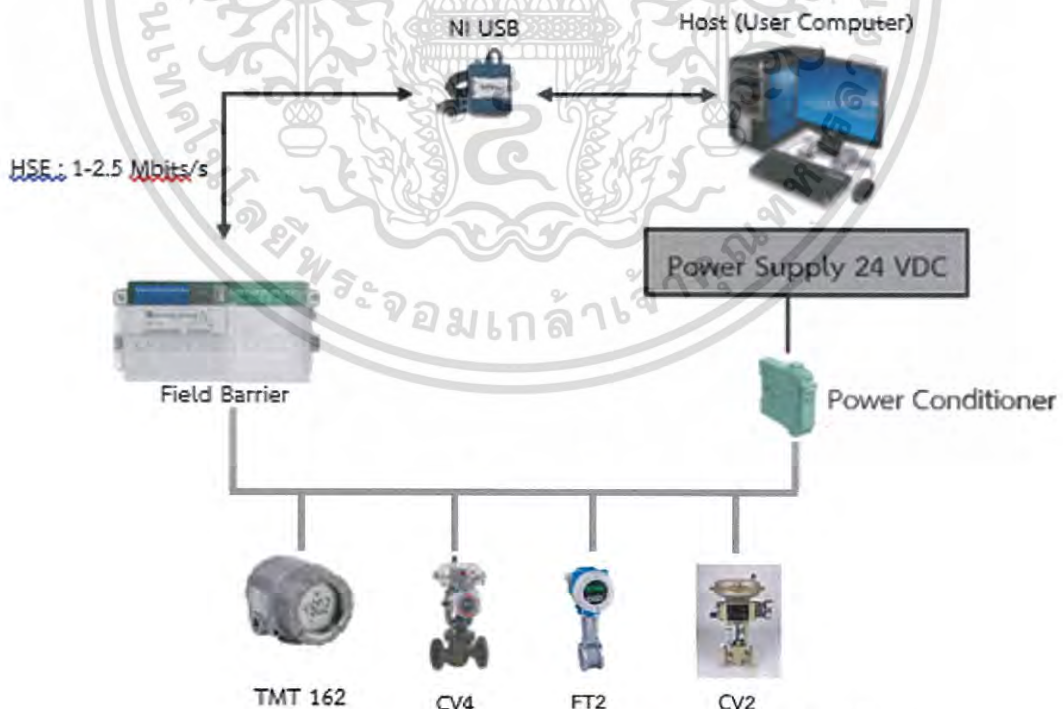 NI USB
Host (User Computer)
HSE : 1-2.5 Mbits/s
Power Supply 24 VDC
Field Barrier
Power Conditioner
TMT 162
CV4
FT2
CV2